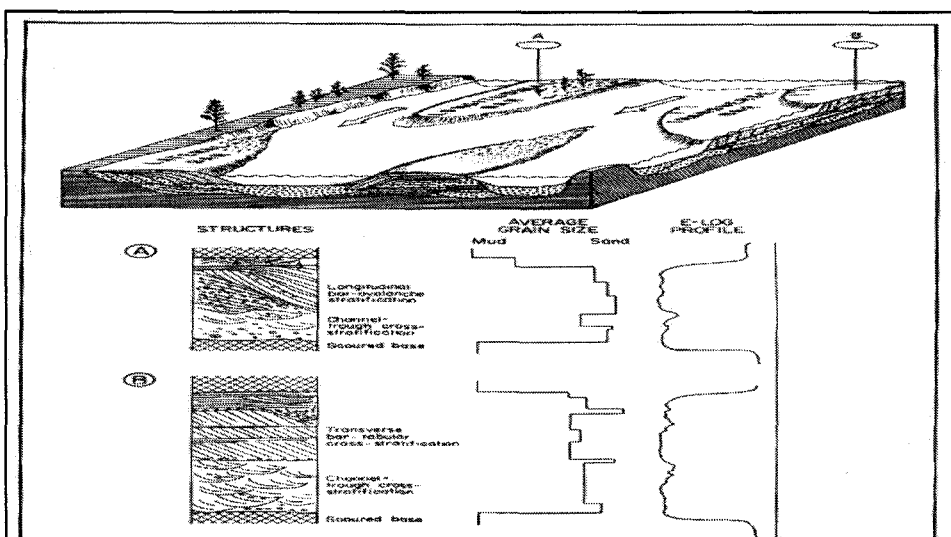 A
B
STRUCTURES
AVERAGE
GRAIN SIZE
Mud
Sand
E-LOG
PROFILE
A
Longitudinal
bar-avalanche
stratification
Channel-
trough cross-
stratification
Scoured base
B
Transverse
bar-tabular
cross-stratification
Channel-
trough cross-
stratification
Scoured base